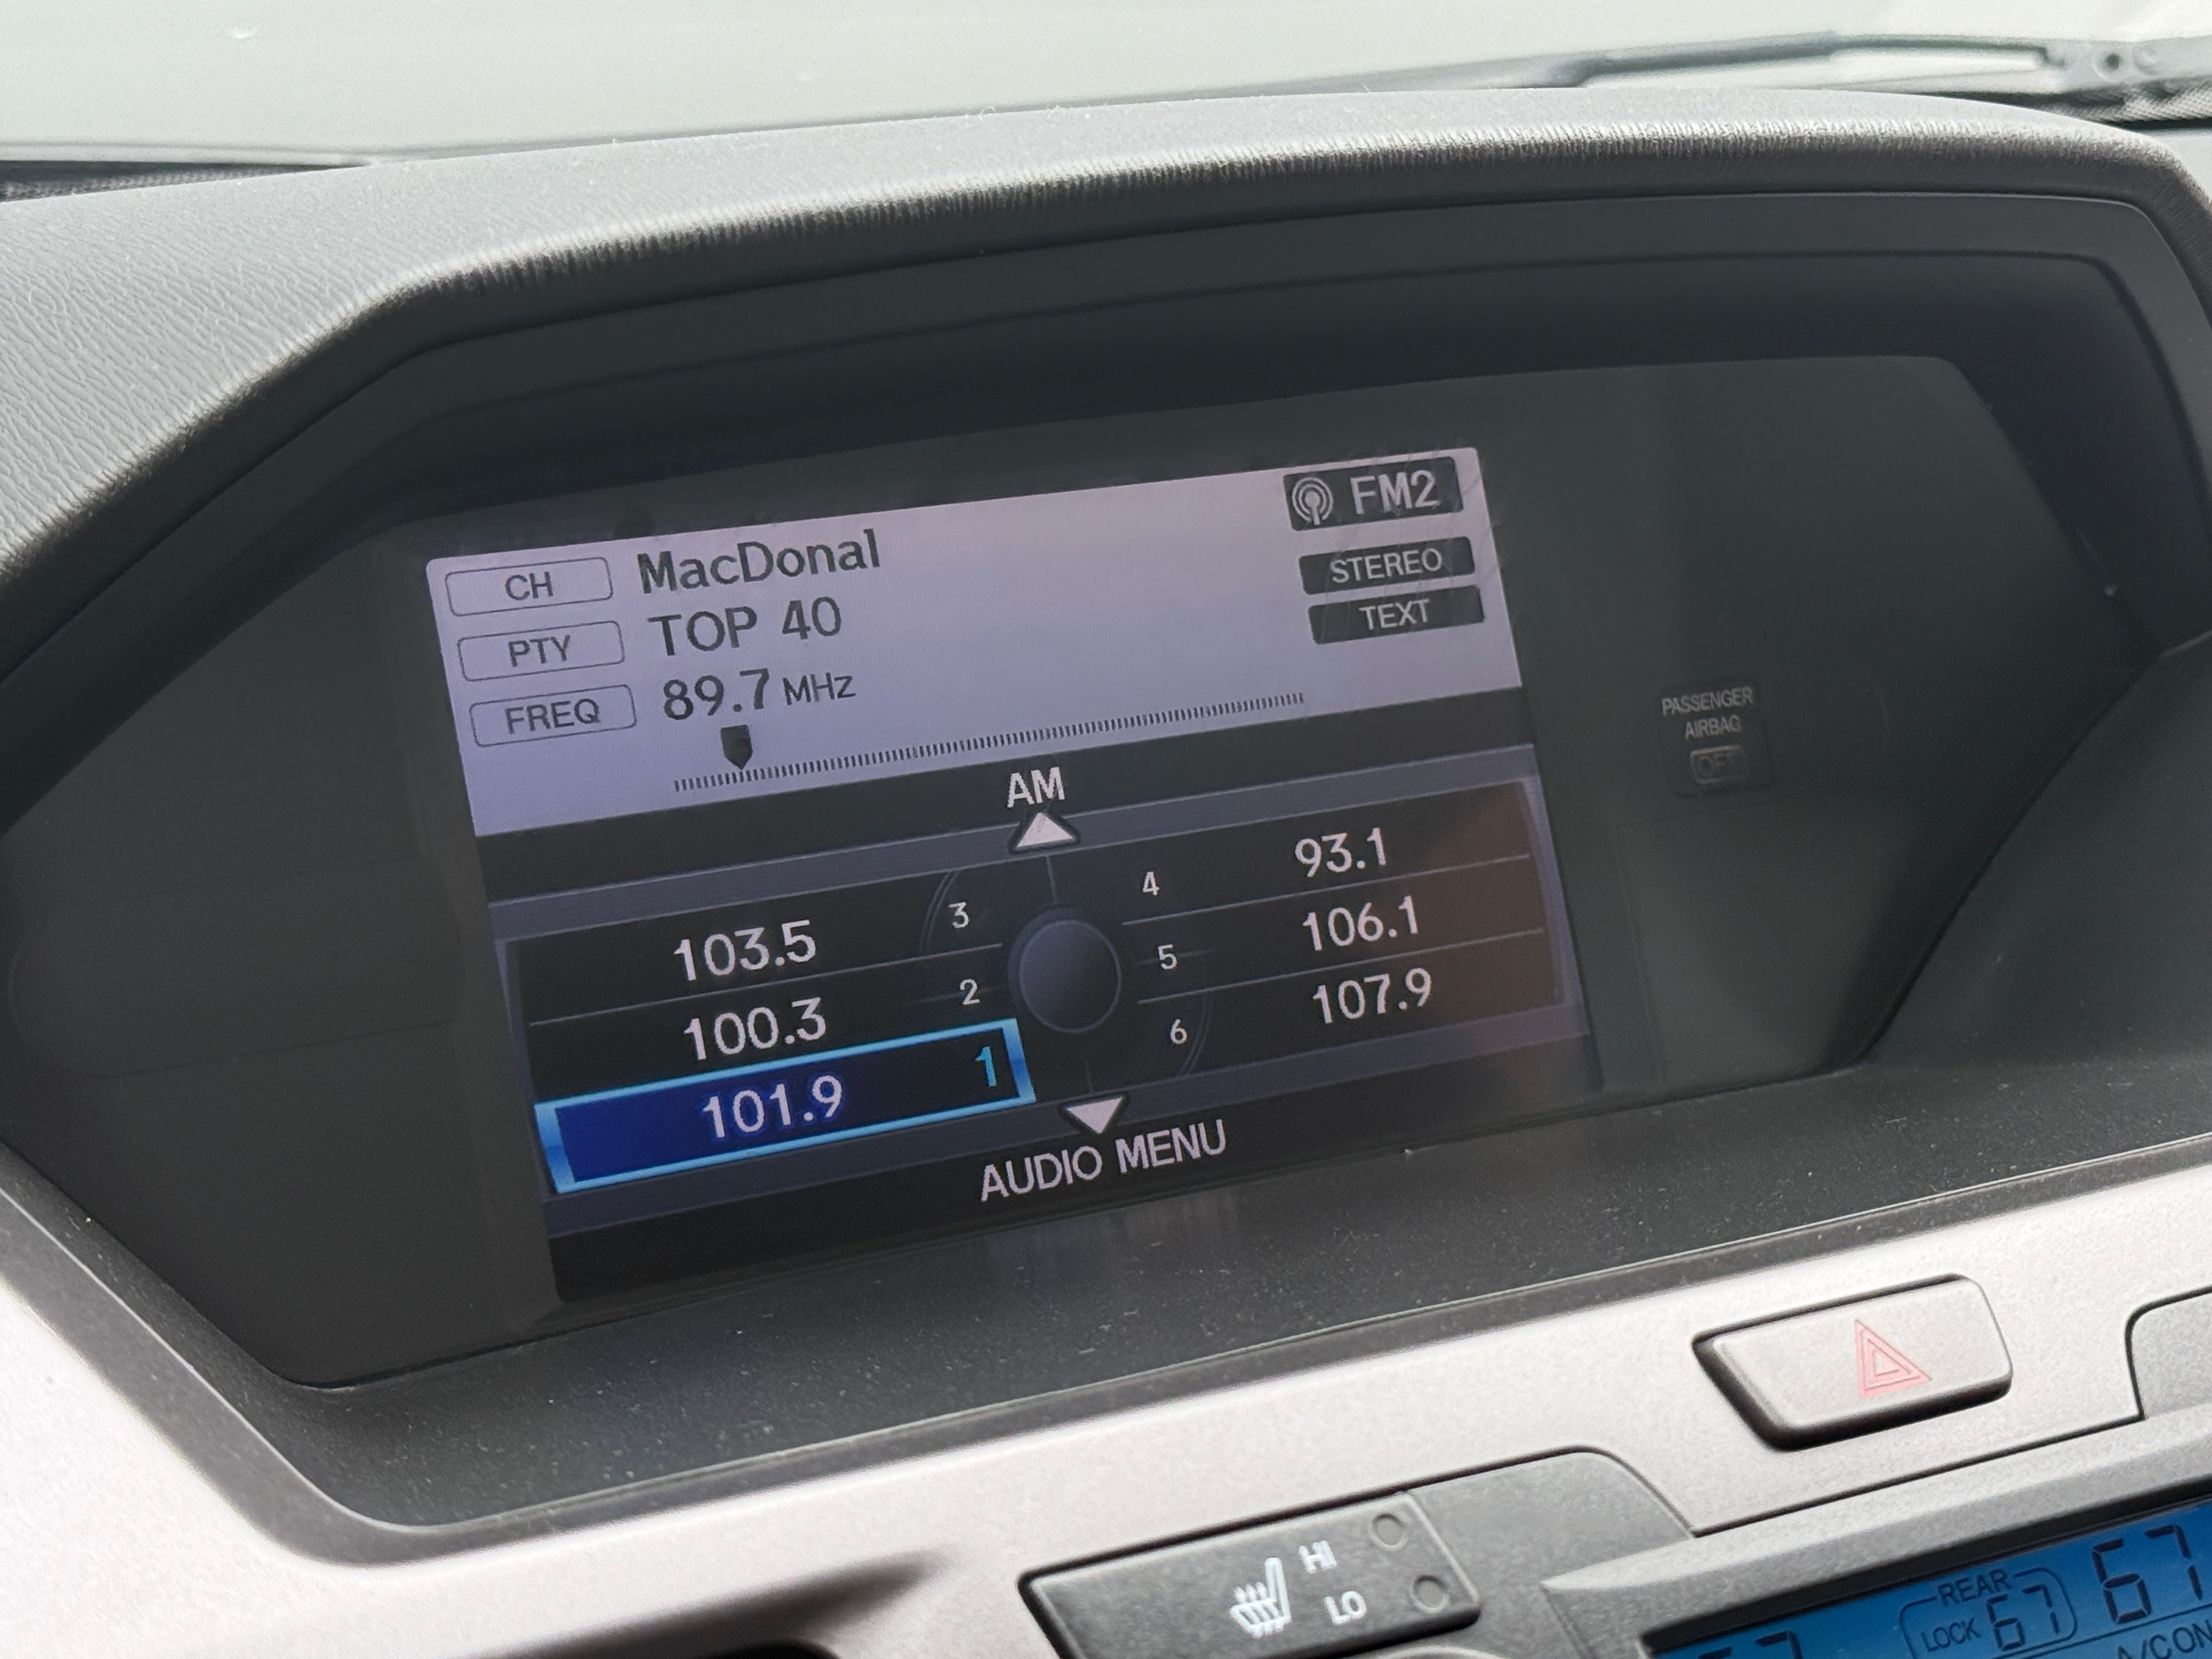 FM2
CH MacDonal
STEREO
PTY TOP 40
TEXT
FREQ 89.7 MHz
PASSENGER
AIRBAG
OFF
AM
103.5 3
4 93.1
100.3 2
5 106.1
101.9 1
6 107.9
AUDIO MENU
HI
LO
REAR
LOCK 67
67
A/CON